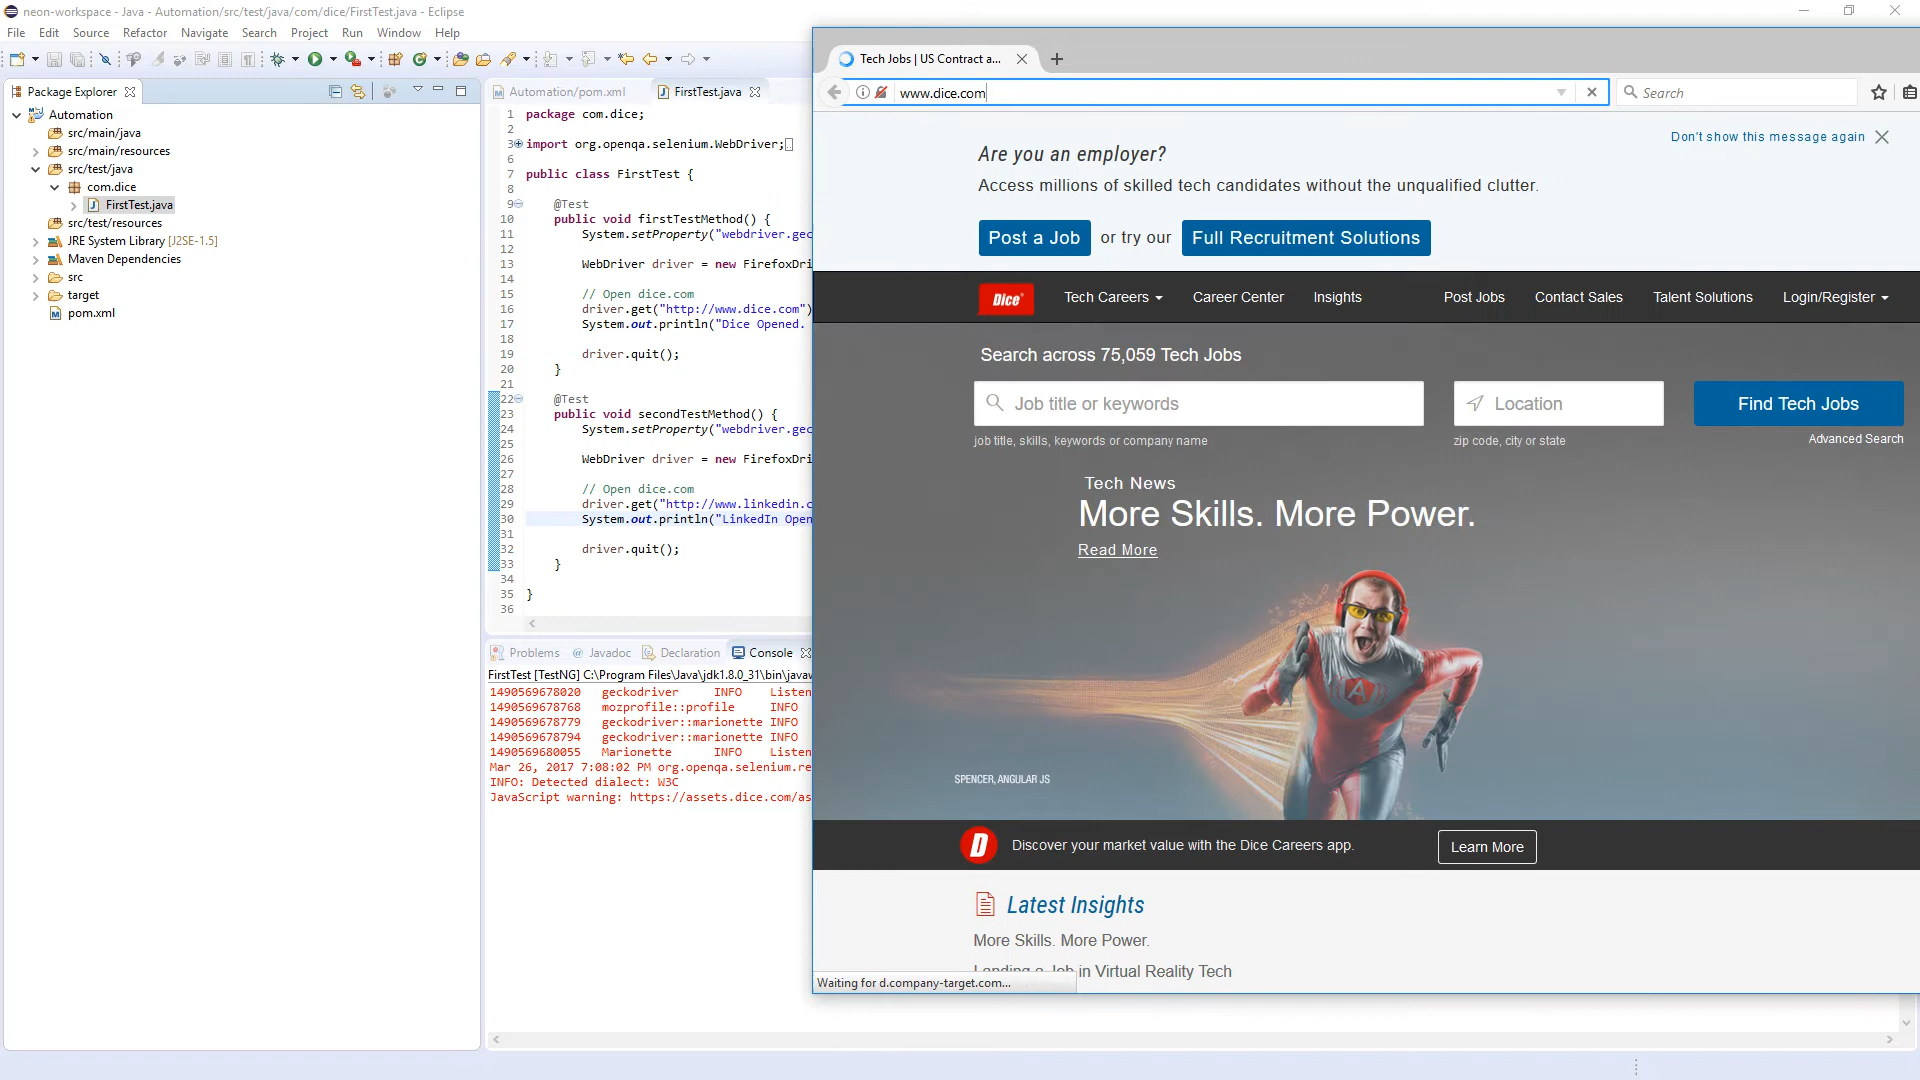 neon-workspace - Java - Automation/src/test/java/com/dice/FirstTest.java - Eclipse
File Edit Source Refactor Navigate Search Project Run Window Help
Package Explorer
Automation
src/main/java
src/main/resources
src/test/java
com.dice
FirstTest.java
src/test/resources
JRE System Library [J2SE-1.5]
Maven Dependencies
src
target
pom.xml
Automation/pom.xml FirstTest.java
1 package com.dice;
2
3 import org.openqa.selenium.WebDriver;
6
7 public class FirstTest {
8
9 @Test
10 public void firstTestMethod() {
11 System.setProperty("webdriver.gec
12
13 WebDriver driver = new FirefoxDri
14
15 // Open dice.com
16 driver.get("http://www.dice.com")
17 System.out.println("Dice Opened.
18
19 driver.quit();
20 }
21
22 @Test
23 public void secondTestMethod() {
24 System.setProperty("webdriver.gec
25
26 WebDriver driver = new FirefoxDri
27
28 // Open dice.com
29 driver.get("http://www.linkedin.c
30 System.out.println("LinkedIn Open
31
32 driver.quit();
33 }
34
35 }
36
Problems @ Javadoc Declaration Console
FirstTest [TestNG] C:\Program Files\Java\jdk1.8.0_31\bin\javaw
1490569678020 geckodriver INFO Listen
1490569678768 mozprofile::profile INFO
1490569678779 geckodriver::marionette INFO
1490569678794 geckodriver::marionette INFO
1490569680055 Marionette INFO Listen
Mar 26, 2017 7:08:02 PM org.openqa.selenium.re
INFO: Detected dialect: W3C
JavaScript warning: https://assets.dice.com/as
Tech Jobs | US Contract a...
www.dice.com
Search
Don't show this message again
Are you an employer?
Access millions of skilled tech candidates without the unqualified clutter.
Post a Job or try our Full Recruitment Solutions
Dice Tech Careers Career Center Insights Post Jobs Contact Sales Talent Solutions Login/Register
Search across 75,059 Tech Jobs
Job title or keywords Location Find Tech Jobs
job title, skills, keywords or company name zip code, city or state Advanced Search
Tech News
More Skills. More Power.
Read More
A
SPENCER, ANGULAR JS
D Discover your market value with the Dice Careers app. Learn More
Latest Insights
More Skills. More Power.
Landing a Job in Virtual Reality Tech
Waiting for d.company-target.com...